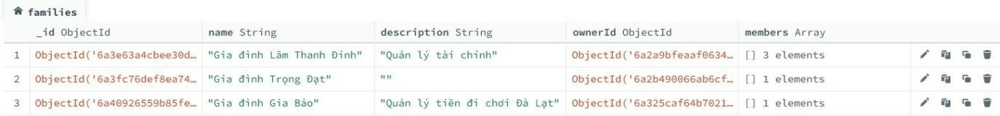 families
_id ObjectId name String description String ownerId ObjectId members Array
1 ObjectId('6a3e63a4cbee30d… "Gia đình Lâm Thanh Đỉnh" "Quản lý tài chính" ObjectId('6a2a9bfeaaf0634… [] 3 elements
2 ObjectId('6a3fc76def8ea74… "Gia đình Trọng Đạt" "" ObjectId('6a2b490066ab6cf… [] 1 elements
3 ObjectId('6a40926559b85fe… "Gia đình Gia Bảo" "Quản lý tiền đi chơi Đà Lạt" ObjectId('6a325caf64b7021… [] 1 elements